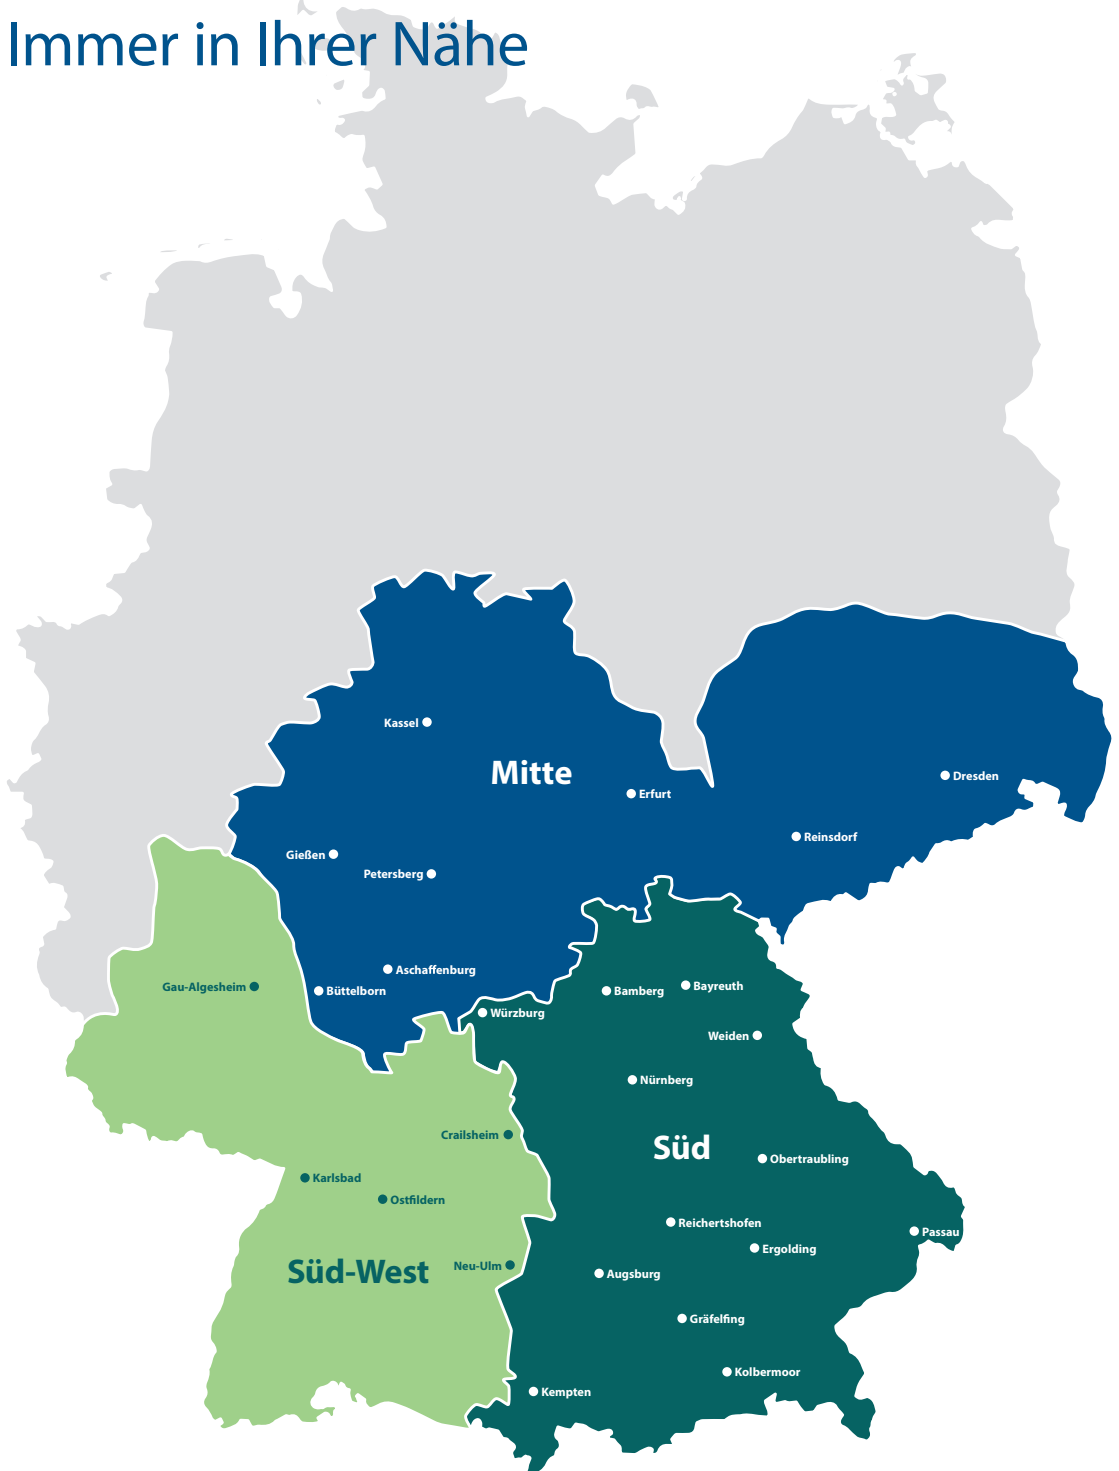 Immer in Ihrer Nähe
Kassel
Mitte
Dresden
Erfurt
Reinsdorf
Gießen
Petersberg
Aschaffenburg
Gau-Algesheim
Büttelborn
Bamberg
Bayreuth
Würzburg
Weiden
Nürnberg
Crailsheim
Süd
Obertraubling
Karlsbad
Ostfildern
Reichertshofen
Passau
Ergolding
Süd-West
Neu-Ulm
Augsburg
Gräfelfing
Kolbermoor
Kempten